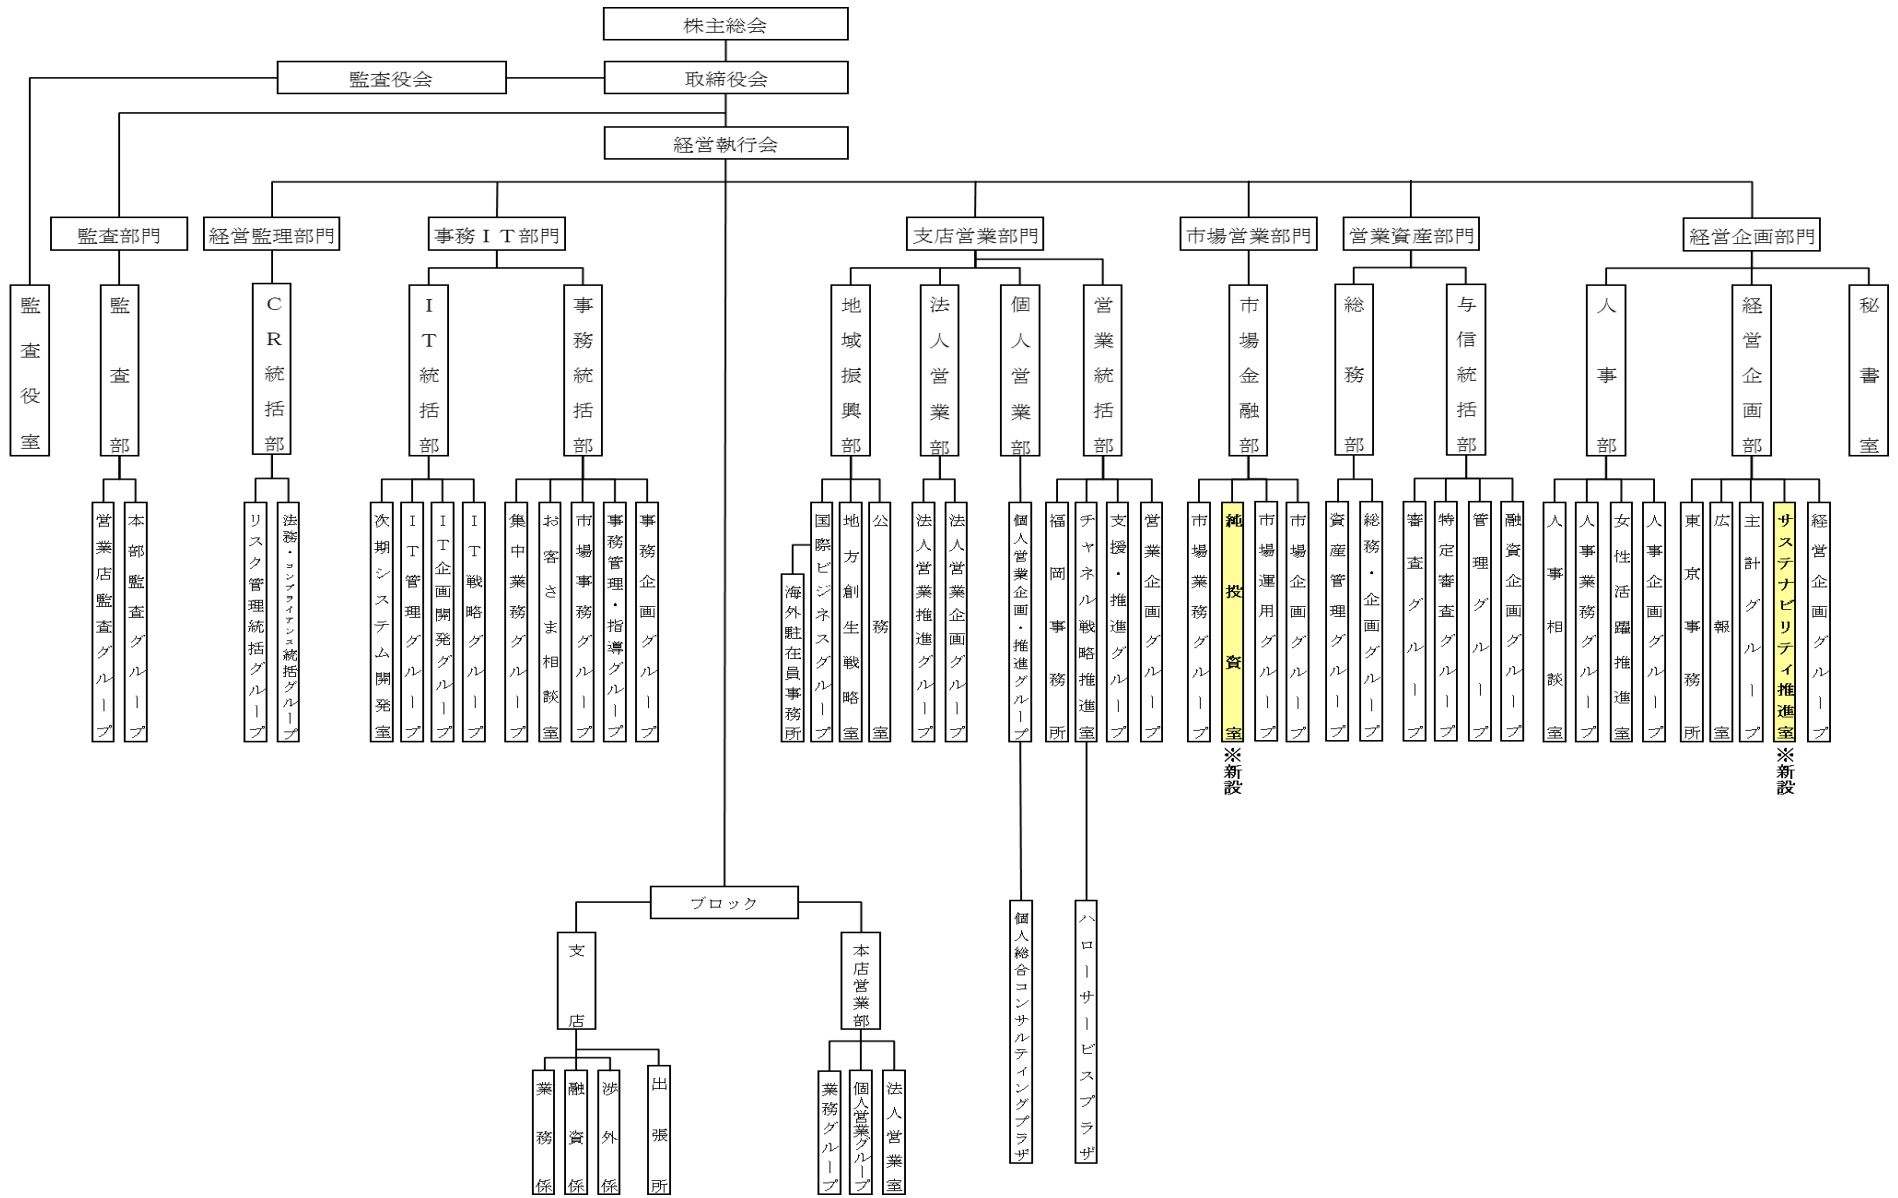 株主総会
監査役会
取締役会
経営執行会
監査部門
経営監理部門
事務ＩＴ部門
支店営業部門
市場営業部門
営業資産部門
経営企画部門
監査役室
監査部
ＣＲ統括部
ＩＴ統括部
事務統括部
地域振興部
法人営業部
個人営業部
営業統括部
市場金融部
総務部
与信統括部
人事部
経営企画部
秘書室
営業店監査グループ
本部監査グループ
リスク管理統括グループ
法務・コンプライアンス統括グループ
次期システム開発室
ＩＴ管理グループ
ＩＴ企画開発グループ
ＩＴ戦略グループ
集中業務グループ
お客さま相談室
市場事務グループ
事務管理・指導グループ
事務企画グループ
海外駐在員事務所
国際ビジネスグループ
地方創生戦略室
公務室
法人営業推進グループ
法人営業企画グループ
個人営業企画・推進グループ
福岡事務所
チャネル戦略推進室
支援・推進グループ
営業企画グループ
市場業務グループ
純投資室
※新設
市場運用グループ
市場企画グループ
資産管理グループ
総務・企画グループ
審査グループ
特定審査グループ
管理グループ
融資企画グループ
人事相談室
人事業務グループ
女性活躍推進室
人事企画グループ
東京事務所
広報室
主計グループ
サステナビリティ推進室
※新設
経営企画グループ
ブロック
支店
本店営業部
個人総合コンサルティングプラザ
ハローサービスプラザ
業務係
融資係
渉外係
出張所
業務グループ
個人営業グループ
法人営業室